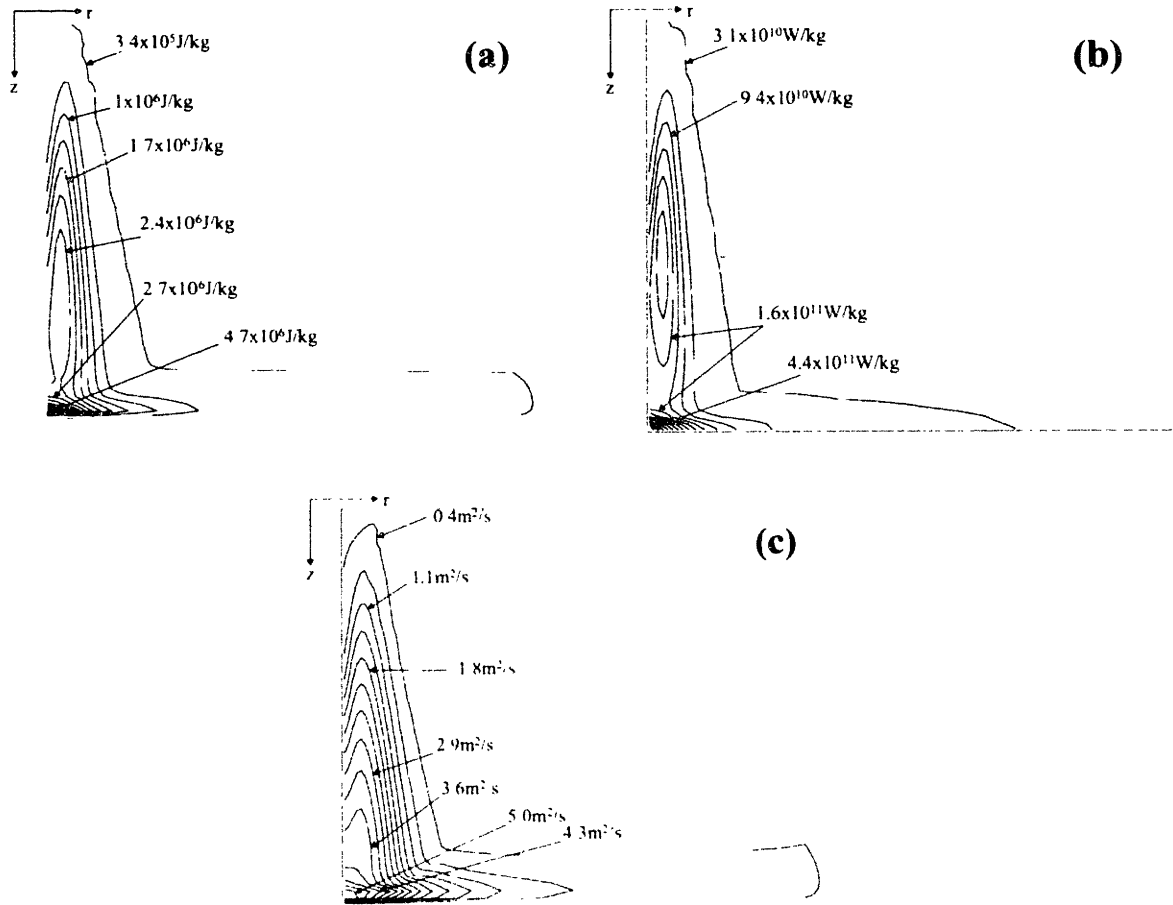 r
z
3 4x10⁵J/kg
1x10⁶J/kg
1 7x10⁶J/kg
2.4x10⁶J/kg
2 7x10⁶J/kg
4 7x10⁶J/kg
(a)
r
z
3 1x10¹⁰W/kg
9 4x10¹⁰W/kg
1.6x10¹¹W/kg
4.4x10¹¹W/kg
(b)
r
z
0 4m²/s
1.1m²/s
1 8m²/s
2 9m²/s
3 6m² s
5 0m²/s
4 3m²/s
(c)